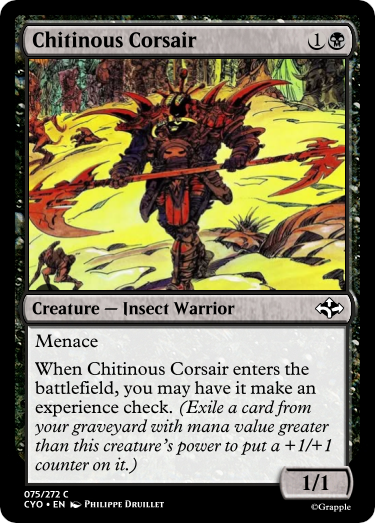 Chitinous Corsair 1
Creature — Insect Warrior
Menace
When Chitinous Corsair enters the
battlefield, you may have it make an
experience check. (Exile a card from
your graveyard with mana value greater
than this creature's power to put a +1/+1
counter on it.)
1/1
075/272 C
CYO • EN PHILIPPE DRUILLET
©Grapple